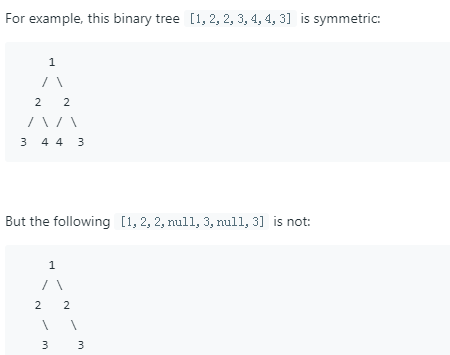 For example, this binary tree [1, 2, 2, 3, 4, 4, 3] is symmetric:
1
/ \
2 2
/ \ / \
3 4 4 3
But the following [1, 2, 2, null, 3, null, 3] is not:
1
/ \
2 2
\ \
3 3